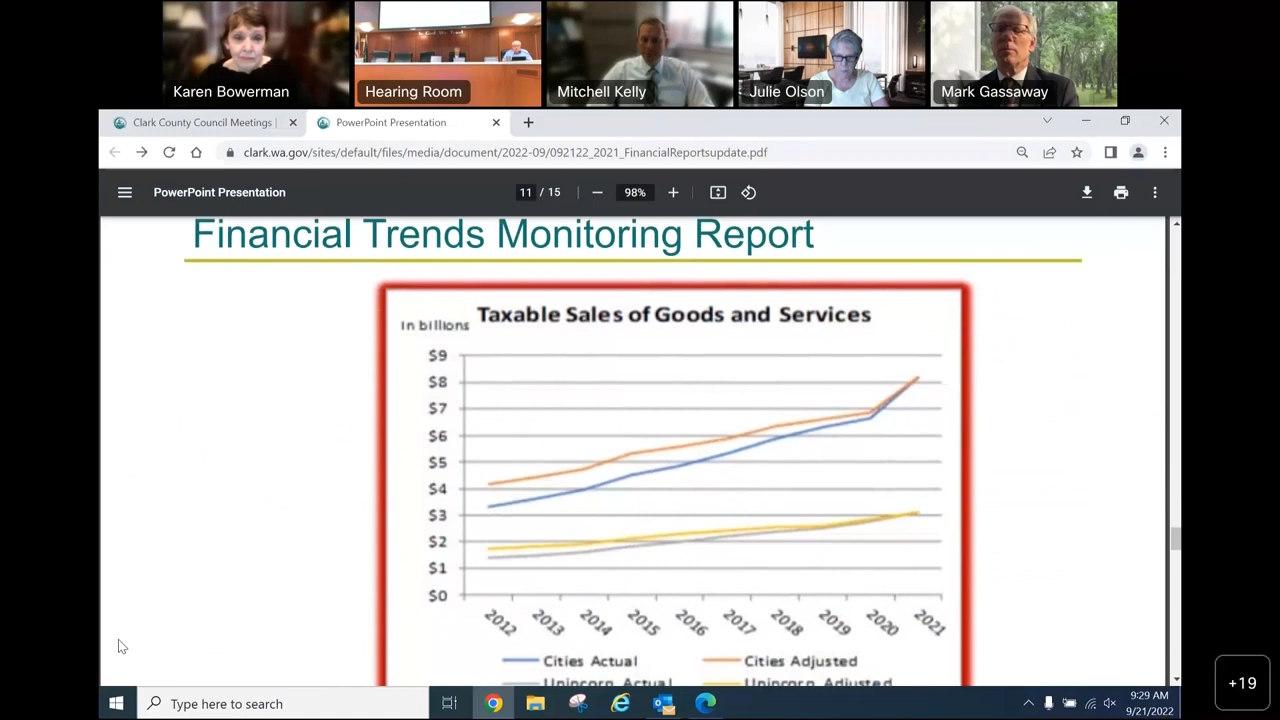 Karen Bowerman
Hearing Room
Mitchell Kelly
Julie Olson
Mark Gassaway
Clark County Council Meetings |
PowerPoint Presentation
clark.wa.gov/sites/default/files/media/document/2022-09/092122_2021_FinancialReportsupdate.pdf
PowerPoint Presentation
11 / 15
98%
Financial Trends Monitoring Report
Taxable Sales of Goods and Services
In billions
$9
$8
$7
$6
$5
$4
$3
$2
$1
$0
2012 2013 2014 2015 2016 2017 2018 2019 2020 2021
Cities Actual
Cities Adjusted
Unincorn Actual
Unincorn Adjusted
Type here to search
9:29 AM
9/21/2022
+19